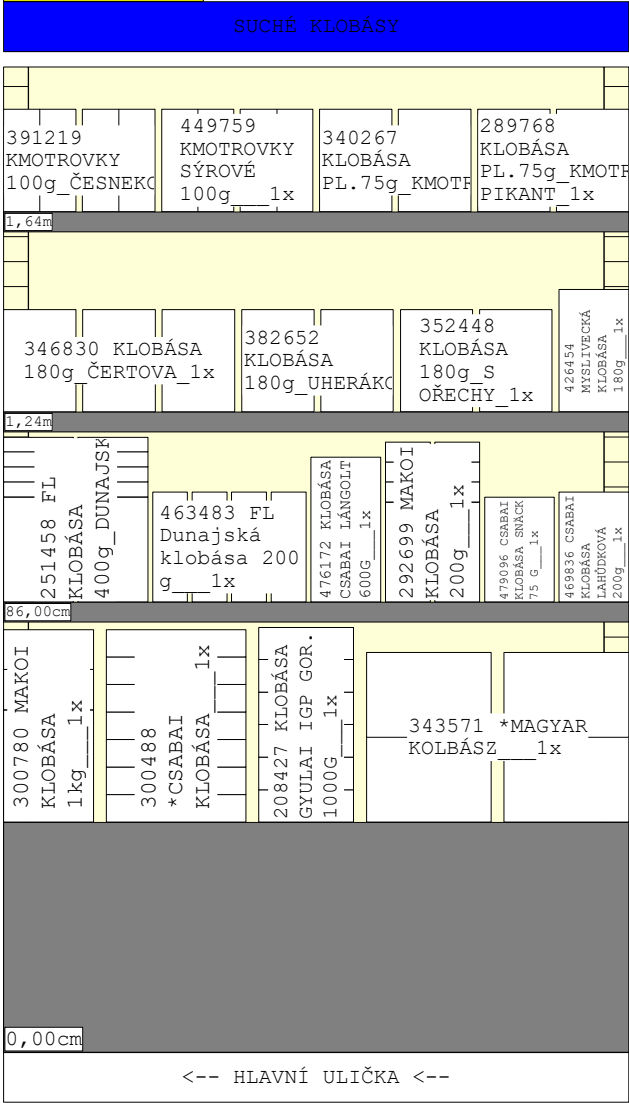 SUCHÉ KLOBÁSY
391219
KMOTROVKY
100g_ČESNEKO
449759
KMOTROVKY
SÝROVÉ
100g___1x
340267
KLOBÁSA
PL.75g_KMOTR
289768
KLOBÁSA
PL.75g_KMOTR
PIKANT_1x
1,64m
346830 KLOBÁSA
180g_ČERTOVA_1x
382652
KLOBÁSA
180g_UHERÁKO
352448
KLOBÁSA
180g_S
OŘECHY_1x
426454
MYSLIVECKÁ
KLOBÁSA
180g___1x
1,24m
251458 FL
KLOBÁSA
400g_DUNAJSK
463483 FL
Dunajská
klobása 200
g___1x
476172 KLOBÁSA
CSABAI LÁNGOLT
600G___1x
292699 MAKOI
KLOBÁSA
200g___1x
479096 CSABAI
KLOBÁSA SNACK
75 G___1x
469836 CSABAI
KLOBÁSA
LAHŮDKOVÁ
200g___1x
86,00cm
300780 MAKOI
KLOBÁSA
1kg___1x
300488
*CSABAI
KLOBÁSA___1x
208427 KLOBÁSA
GYULAI IGP GOR.
1000G___1x
343571 *MAGYAR
KOLBÁSZ___1x
0,00cm
<-- HLAVNÍ ULIČKA <--